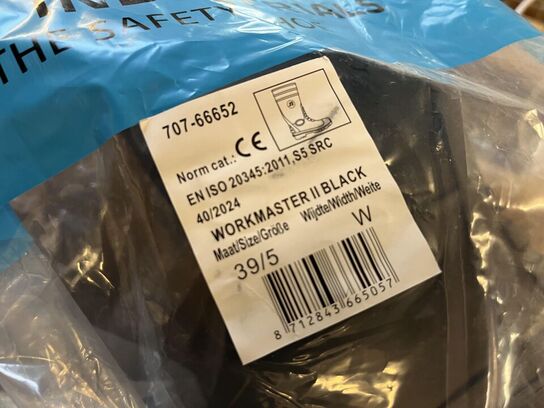 THE SAFETY
707-66652
Norm cat.: CE
EN ISO 20345:2011, S5 SRC
40/2024
WORKMASTER II BLACK
Maat/Size/Größe Wijdte/Width/Weite
39/5 W
8 712843 665057